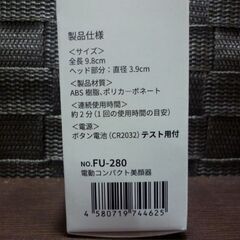 製品仕様
＜サイズ＞
全長 9.8cm
ヘッド部分：直径 3.9cm
＜製品材質＞
ABS 樹脂、ポリカーボネート
＜連続使用時間＞
約2分（1回の使用時間の目安）
＜電源＞
ボタン電池（CR2032）テスト用付
NO.FU-280
電動コンパクト美顔器
4 580719 744625